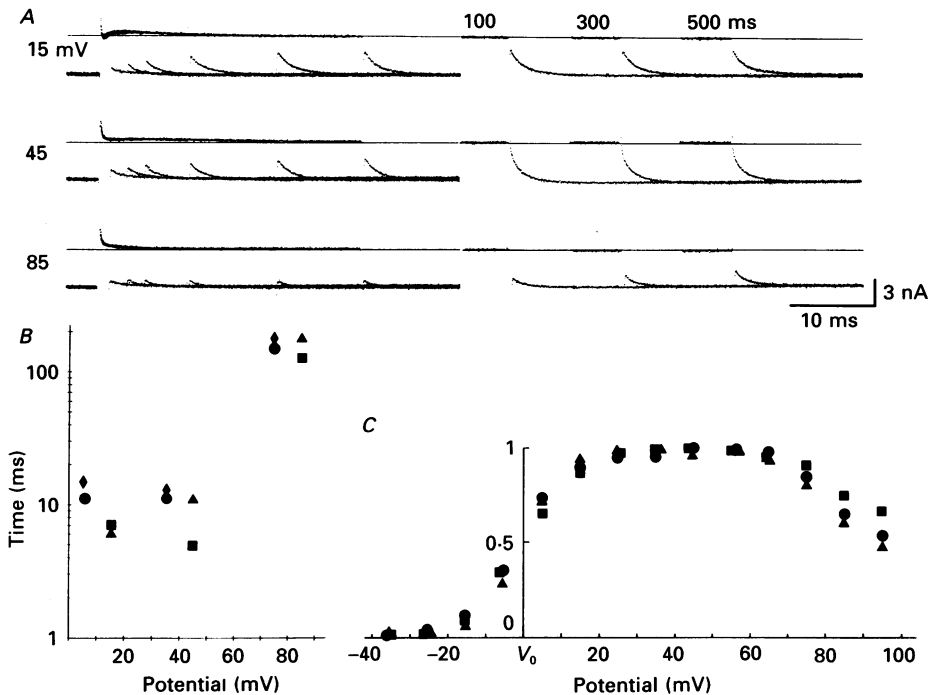 A
100 300 500 ms
15 mV
45
85
3 nA
10 ms
B
100
10
1
Time (ms)
20 40 60 80
Potential (mV)
C
1
0·5
0
−40 −20 V₀ 20 40 60 80 100
Potential (mV)